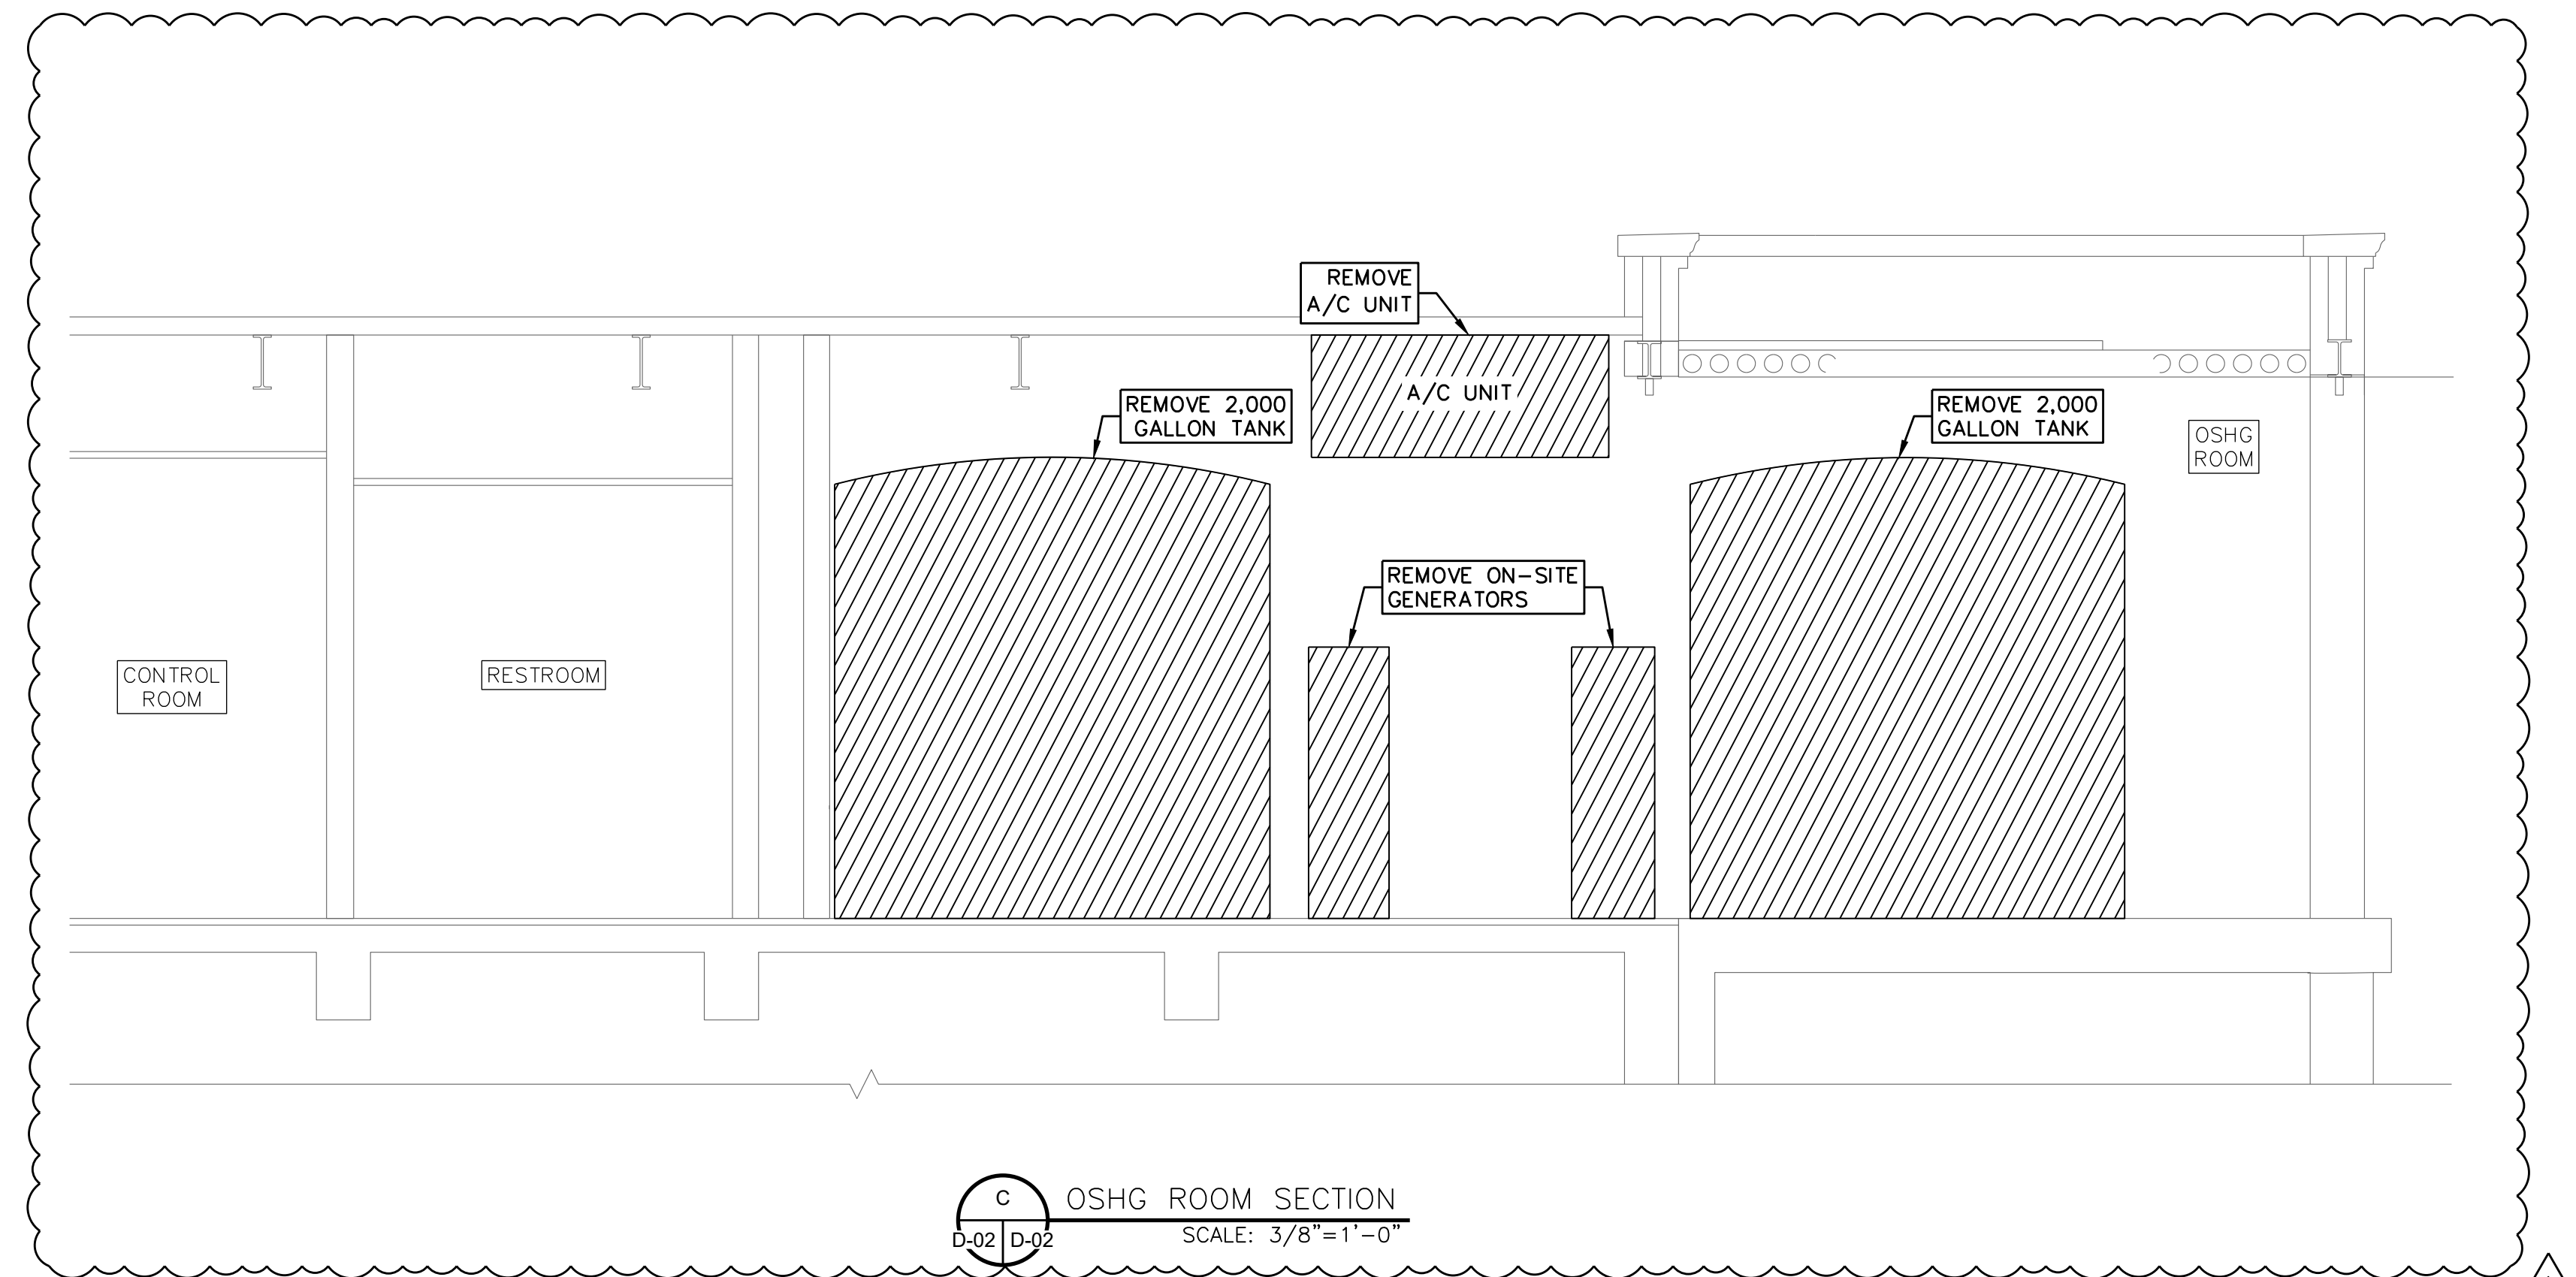 REMOVE
A/C UNIT
A/C UNIT
REMOVE 2,000
GALLON TANK
REMOVE 2,000
GALLON TANK
OSHG
ROOM
REMOVE ON-SITE
GENERATORS
CONTROL
ROOM
RESTROOM
C
D-02
D-02
OSHG ROOM SECTION
SCALE: 3/8"=1'-0"